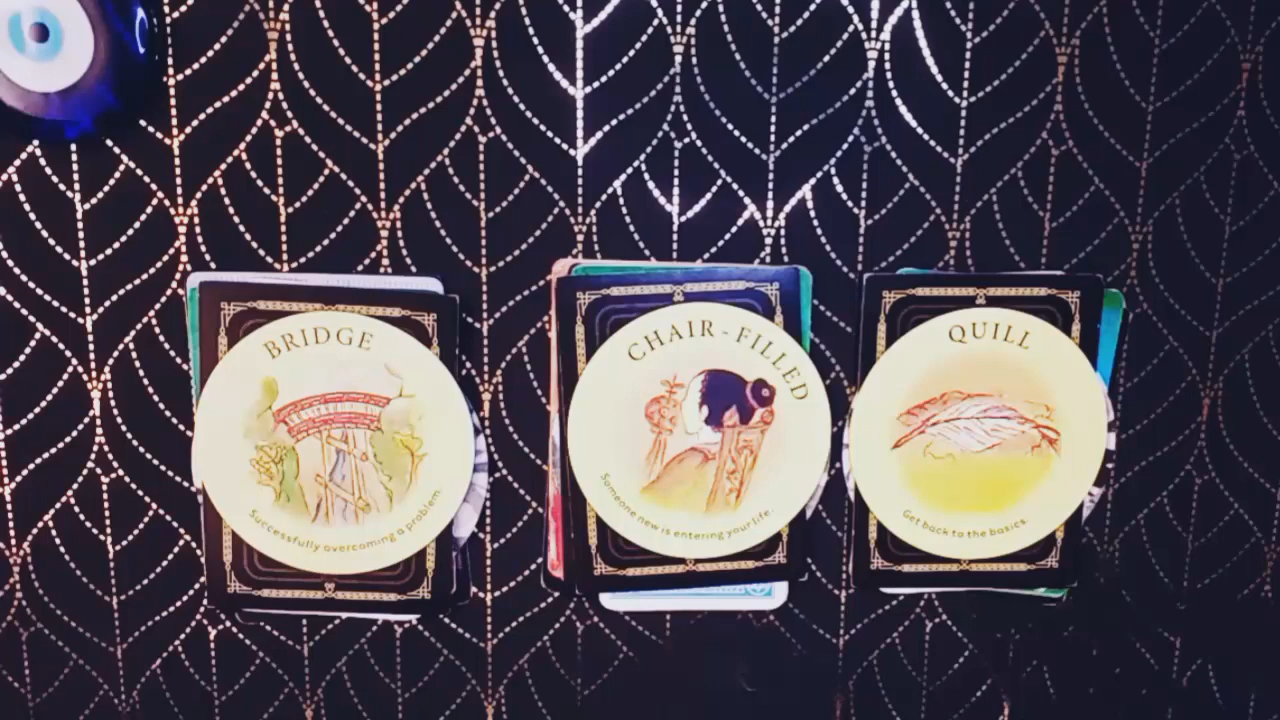 BRIDGE
Successfully overcoming a problem.
CHAIR-FILLED
Someone new is entering your life.
QUILL
Get back to the basics.